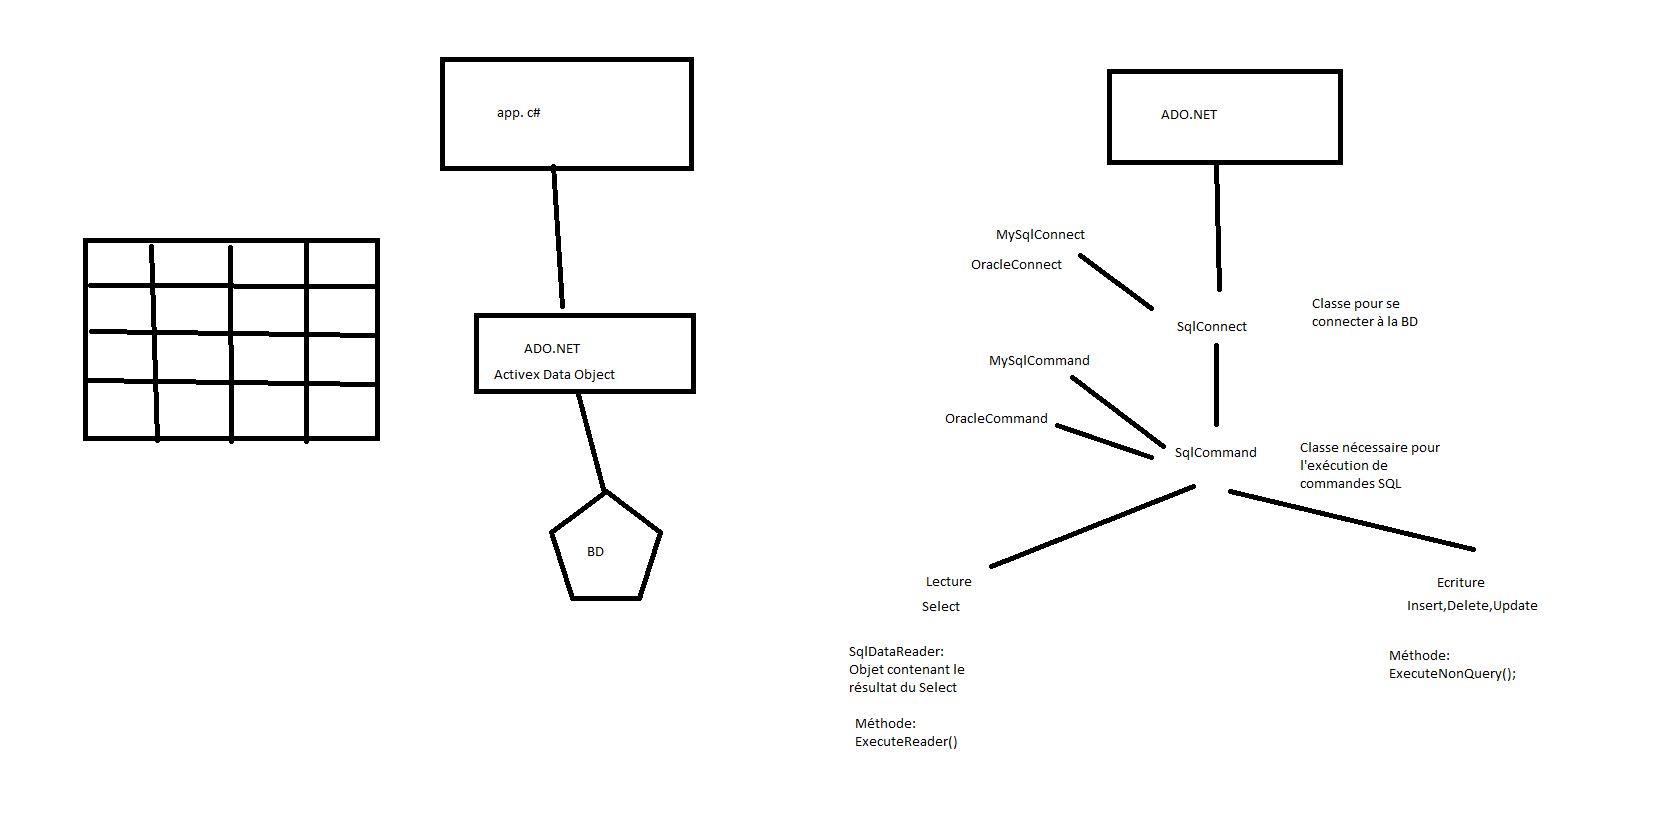 app. c#
ADO.NET
Activex Data Object
BD
ADO.NET
MySqlConnect
OracleConnect
SqlConnect
Classe pour se
connecter à la BD
MySqlCommand
OracleCommand
SqlCommand
Classe nécessaire pour
l'exécution de
commandes SQL
Lecture
Select
SqlDataReader:
Objet contenant le
résultat du Select
Méthode:
ExecuteReader()
Ecriture
Insert,Delete,Update
Méthode:
ExecuteNonQuery();